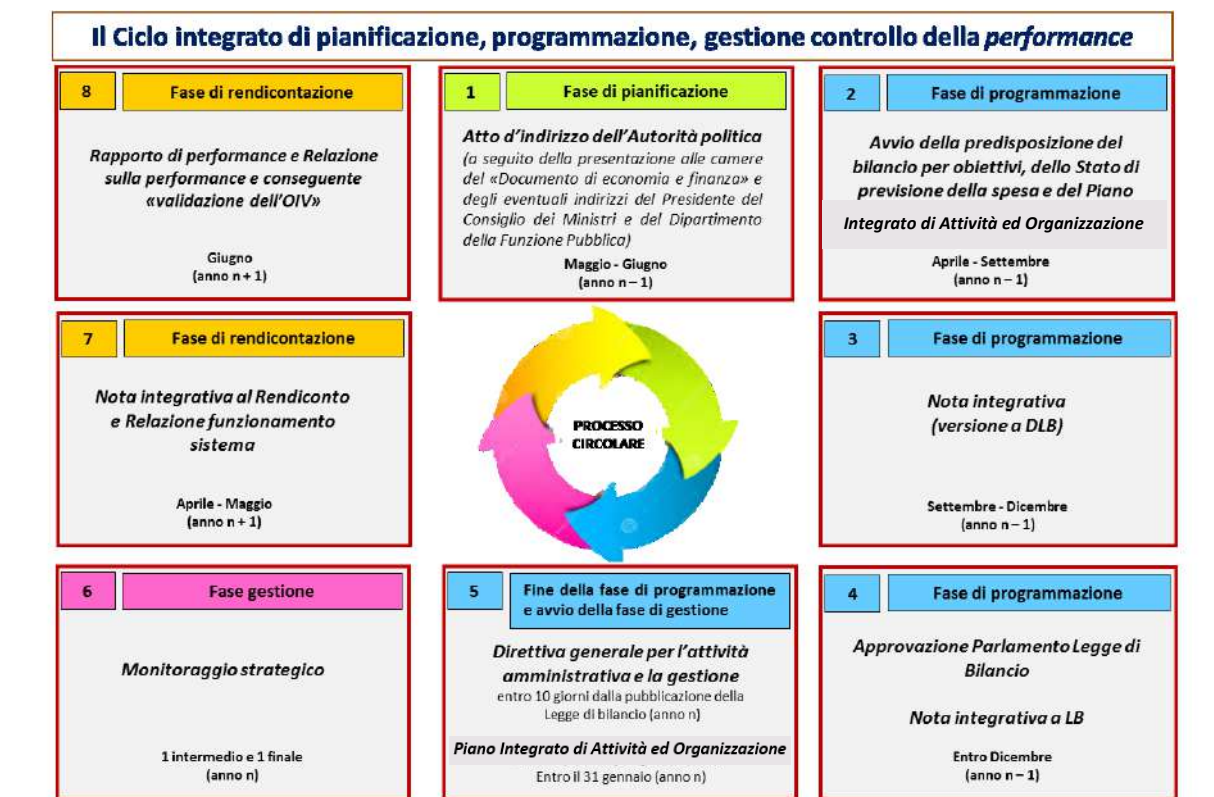 Il Ciclo integrato di pianificazione, programmazione, gestione controllo della performance
8
Fase di rendicontazione
Rapporto di performance e Relazione
sulla performance e conseguente
«validazione dell’OIV»
Giugno
(anno n + 1)
1
Fase di pianificazione
Atto d’indirizzo dell’Autorità politica
(a seguito della presentazione alle camere
del «Documento di economia e finanza» e
degli eventuali indirizzi del Presidente del
Consiglio dei Ministri e del Dipartimento
della Funzione Pubblica)
Maggio - Giugno
(anno n – 1)
2
Fase di programmazione
Avvio della predisposizione del
bilancio per obiettivi, dello Stato di
previsione della spesa e del Piano
Integrato di Attività ed Organizzazione
Aprile - Settembre
(anno n – 1)
7
Fase di rendicontazione
Nota integrativa al Rendiconto
e Relazione funzionamento
sistema
Aprile - Maggio
(anno n + 1)
PROCESSO
CIRCOLARE
3
Fase di programmazione
Nota integrativa
(versione a DLB)
Settembre - Dicembre
(anno n – 1)
6
Fase gestione
Monitoraggio strategico
1 intermedio e 1 finale
(anno n)
5
Fine della fase di programmazione
e avvio della fase di gestione
Direttiva generale per l’attività
amministrativa e la gestione
entro 10 giorni dalla pubblicazione della
Legge di bilancio (anno n)
Piano Integrato di Attività ed Organizzazione
Entro il 31 gennaio (anno n)
4
Fase di programmazione
Approvazione Parlamento Legge di
Bilancio
Nota integrativa a LB
Entro Dicembre
(anno n – 1)